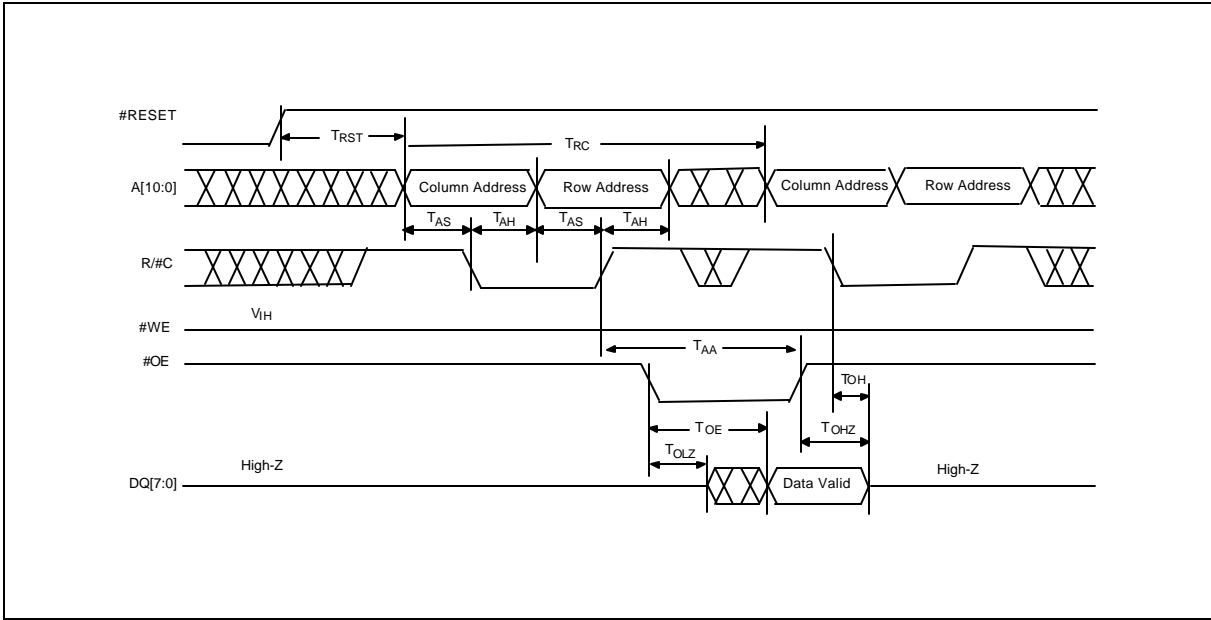 #RESET
TRST
TRC
A[10:0]
Column Address
Row Address
Column Address
Row Address
TAS
TAH
TAS
TAH
R/#C
VIH
#WE
TAA
#OE
TOH
TOE
TOHZ
TOLZ
High-Z
High-Z
DQ[7:0]
Data Valid